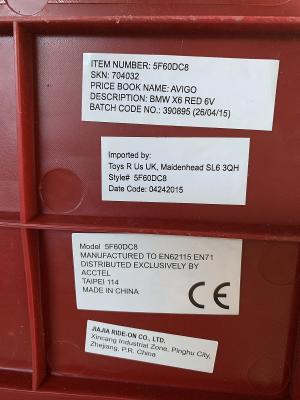 ITEM NUMBER: 5F60DC8
SKN: 704032
PRICE BOOK NAME: AVIGO
DESCRIPTION: BMW X6 RED 6V
BATCH CODE NO.: 390895 (26/04/15)
Imported by:
Toys R Us UK, Maidenhead SL6 3QH
Style# 5F60DC8
Date Code: 04242015
Model 5F60DC8
MANUFACTURED TO EN62115 EN71
DISTRIBUTED EXCLUSIVELY BY
ACCTEL
TAIPEI 114
MADE IN CHINA
CE
JIAJIA RIDE-ON CO., LTD.
Xincang Industrial Zone, Pinghu City,
Zhejiang, P.R. China